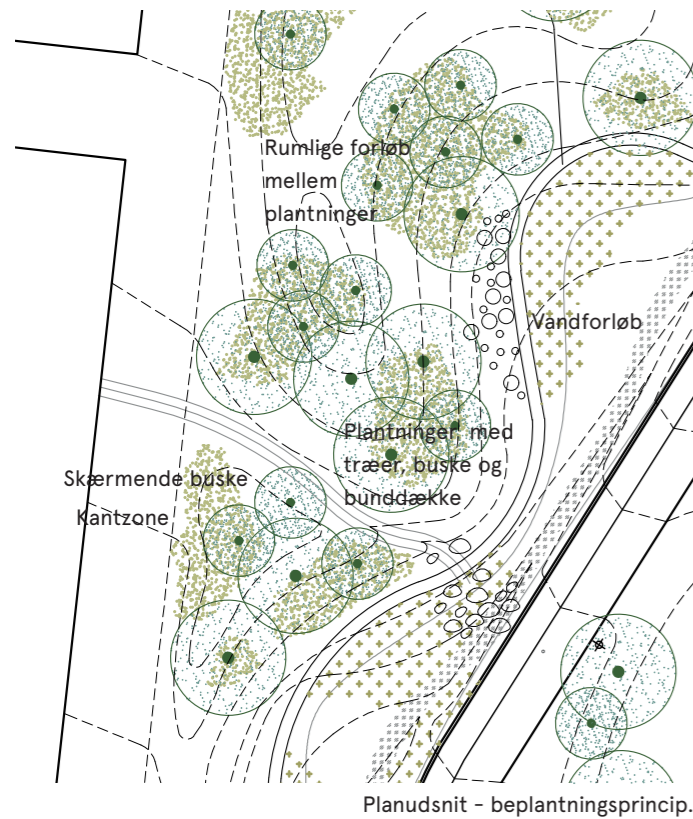 Rumlige forløb
mellem
plantninger
Vandforløb
Plantninger med
træer, buske og
bunddække
Skærmende buske
Kantzone
Planudsnit - beplantningsprincip.